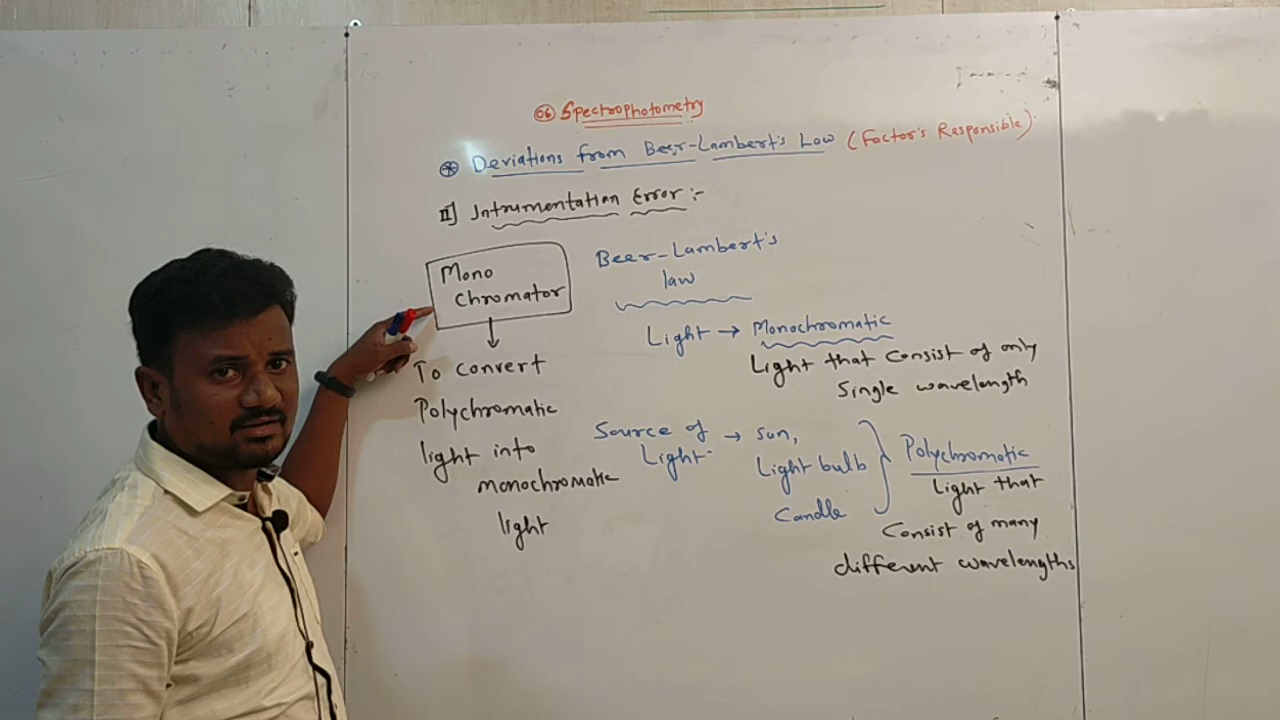 06 Spectrophotometry
Deviations from Beer-Lambert's Law (Factor's Responsible)
II] Intrumentation Error :-
Mono
chromator
To convert
Polychromatic
light into
monochromatic
light
Beer-Lambert's
law
Light → Monochromatic
Light that consist of only
Single wavelength
Source of → Sun,
Light
Light bulb
Candle
Polychromatic
Light that
Consist of many
different wavelengths